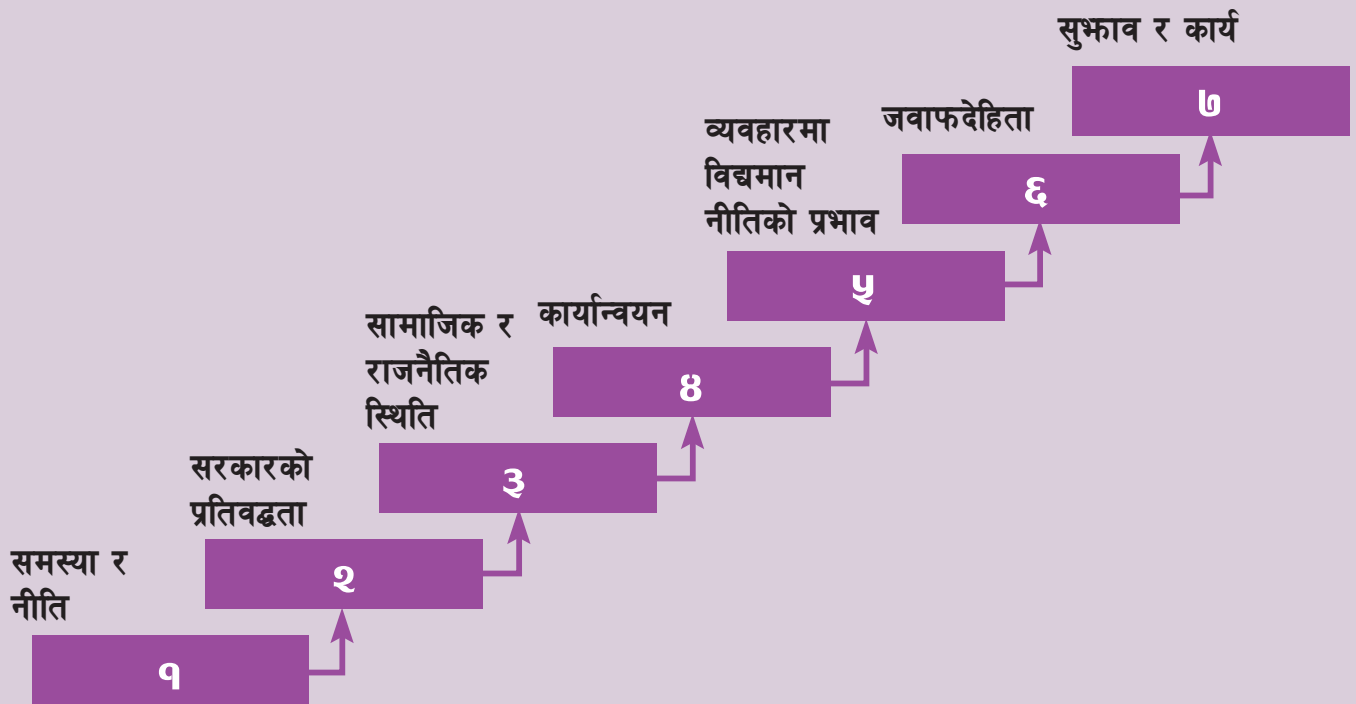 सुझाव र कार्य
७
जवाफदेहिता
६
व्यवहारमा
विद्यमान
नीतिको प्रभाव
५
कार्यान्वयन
४
सामाजिक र
राजनैतिक
स्थिति
३
सरकारको
प्रतिवद्धता
२
समस्या र
नीति
१